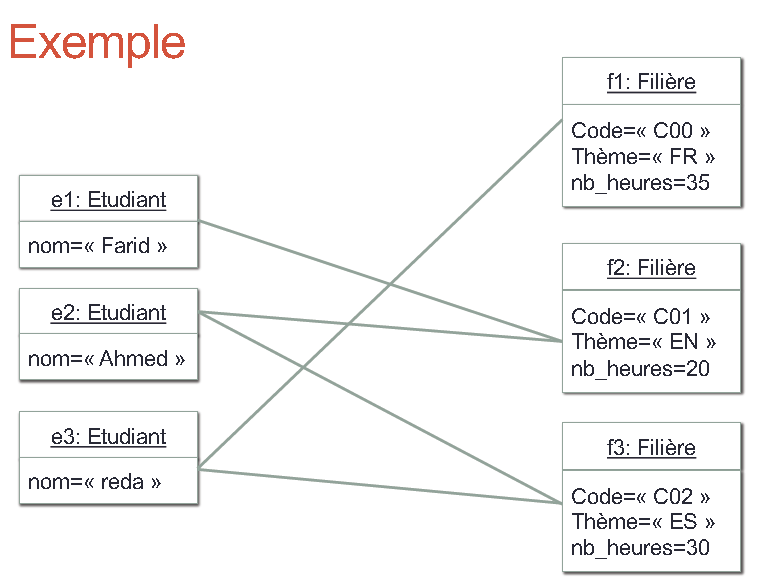 Exemple
e1: Etudiant
nom=« Farid »
e2: Etudiant
nom=« Ahmed »
e3: Etudiant
nom=« reda »
f1: Filière
Code=« C00 »
Thème=« FR »
nb_heures=35
f2: Filière
Code=« C01 »
Thème=« EN »
nb_heures=20
f3: Filière
Code=« C02 »
Thème=« ES »
nb_heures=30